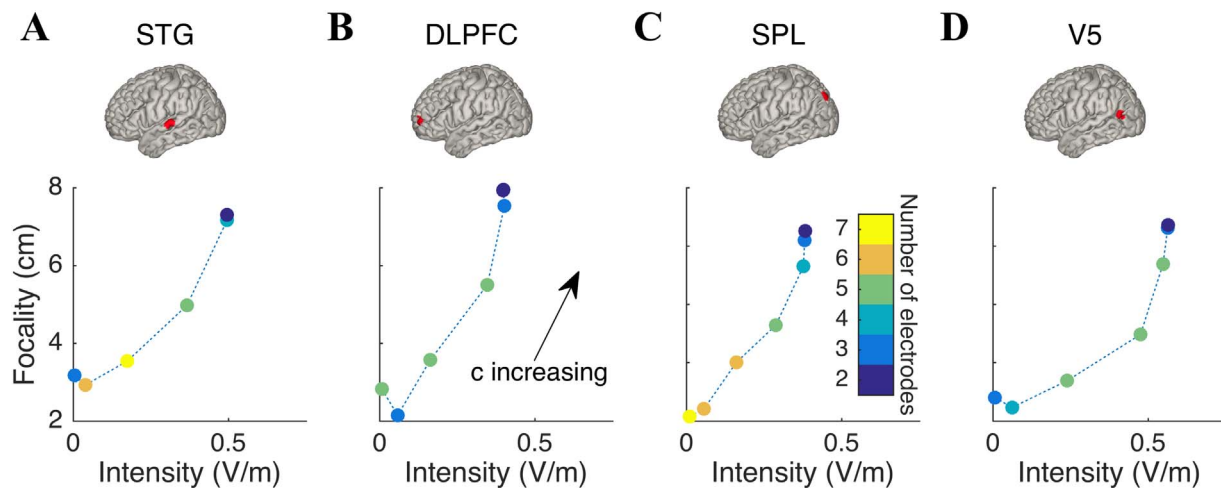 A STG
B DLPFC
C SPL
D V5
Focality (cm)
8
6
4
2
0 0.5
Intensity (V/m)
c increasing
0 0.5
Intensity (V/m)
7
6
5
4
3
2
Number of electrodes
0 0.5
Intensity (V/m)
0 0.5
Intensity (V/m)